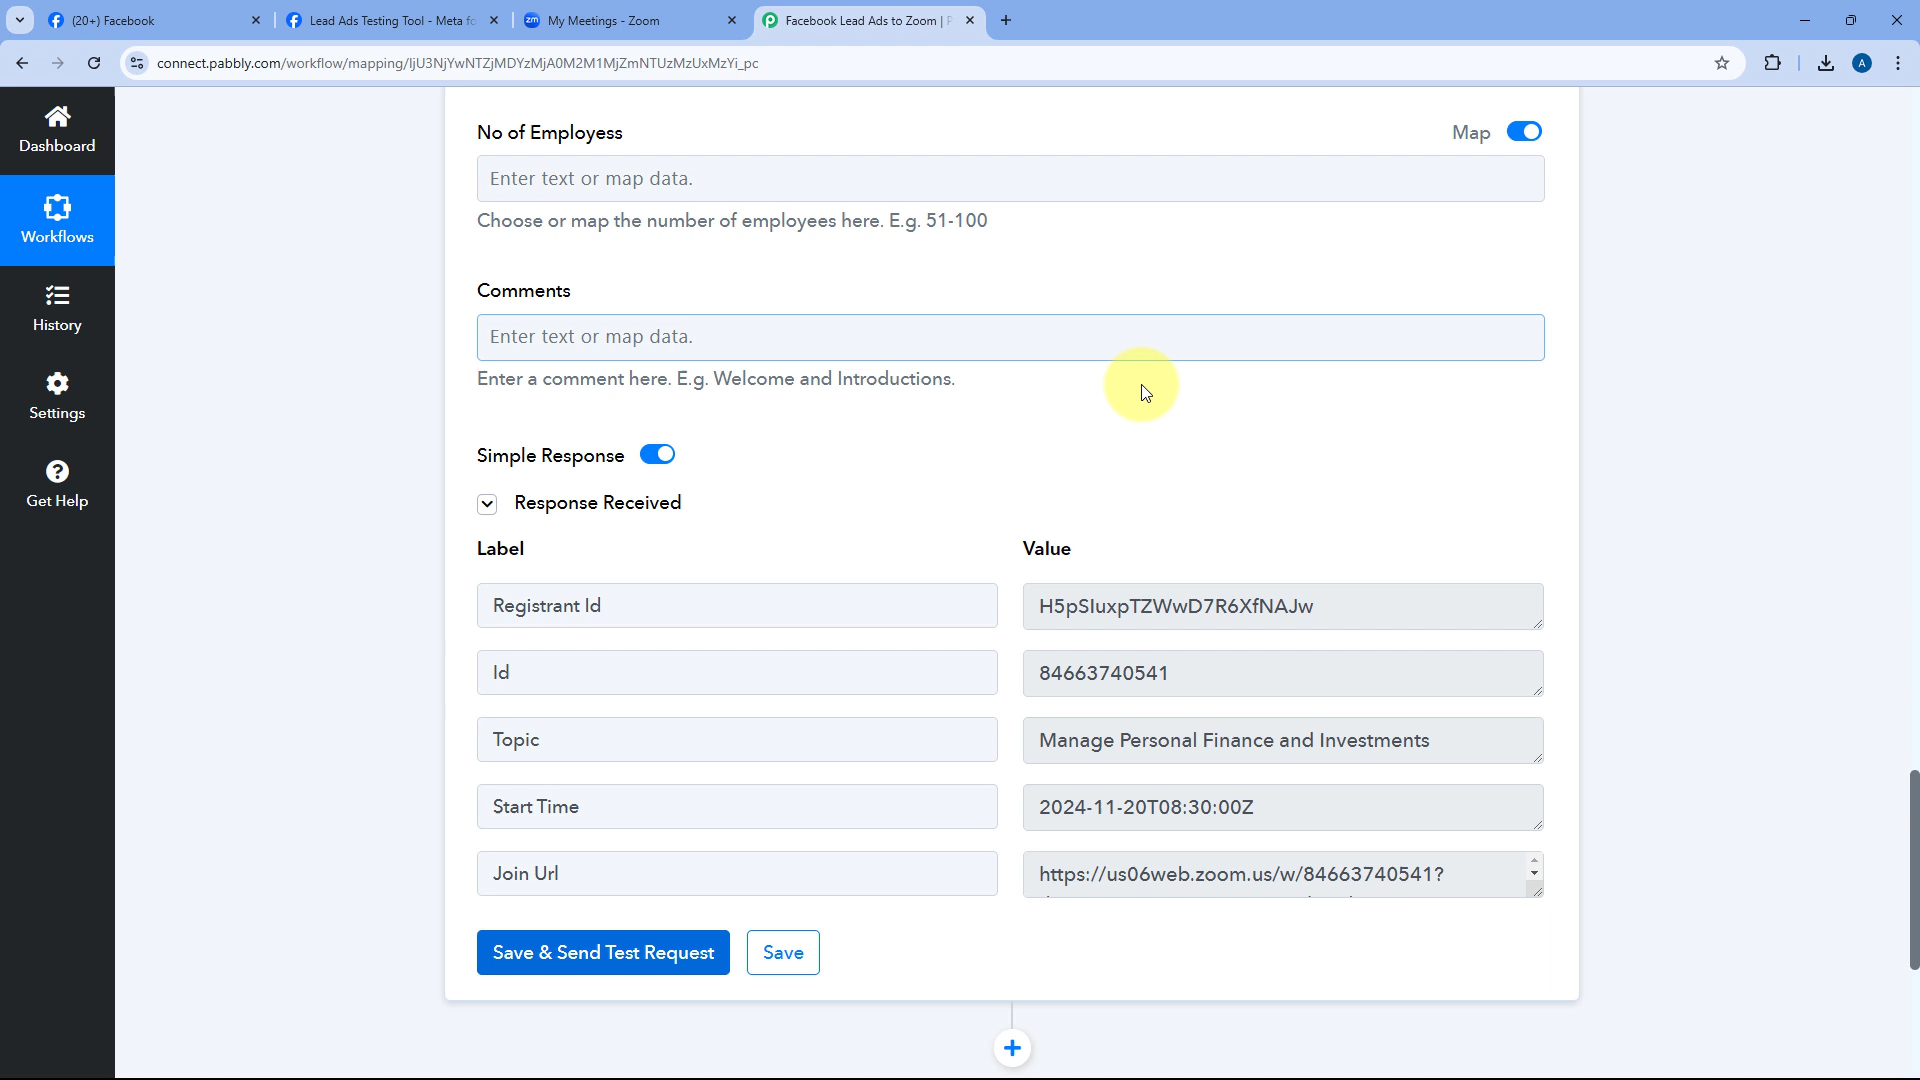 (20+) Facebook
Lead Ads Testing Tool - Meta fo
zm My Meetings - Zoom
Facebook Lead Ads to Zoom | P
connect.pabbly.com/workflow/mapping/IjU3NjYwNTZjMDYzMjA0M2M1MjZmNTUzMzUxMzYi_pc
A
Dashboard
Workflows
History
Settings
Get Help
No of Employess
Map
Enter text or map data.
Choose or map the number of employees here. E.g. 51-100
Comments
Enter text or map data.
Enter a comment here. E.g. Welcome and Introductions.
Simple Response
Response Received
Label Value
Registrant Id H5pSIuxpTZWwD7R6XfNAJw
Id 84663740541
Topic Manage Personal Finance and Investments
Start Time 2024-11-20T08:30:00Z
Join Url https://us06web.zoom.us/w/84663740541?
Save & Send Test Request Save